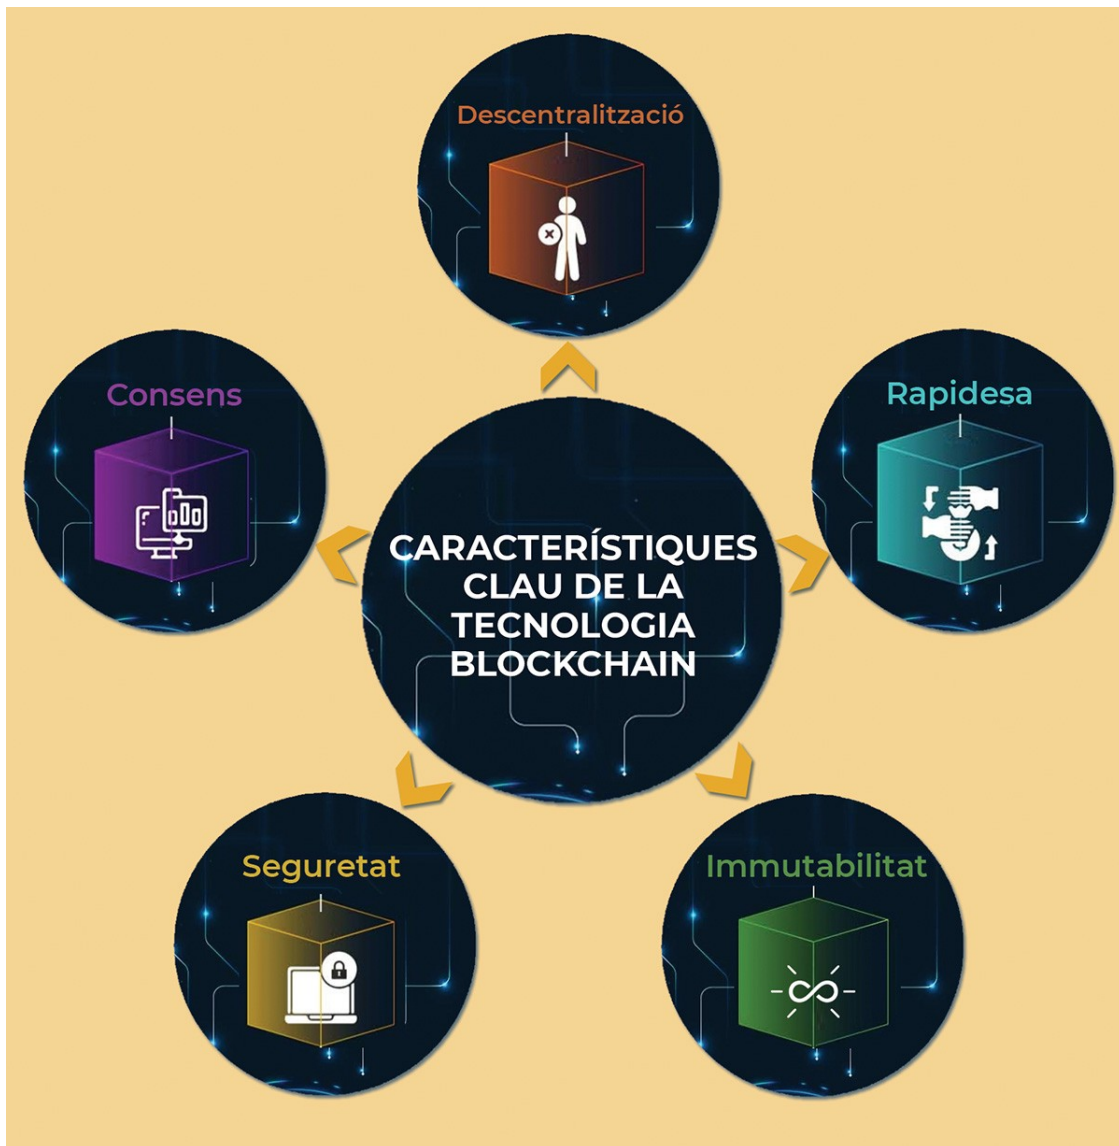 Descentralització
Consens
Rapidesa
CARACTERÍSTIQUES
CLAU DE LA
TECNOLOGIA
BLOCKCHAIN
Seguretat
Immutabilitat